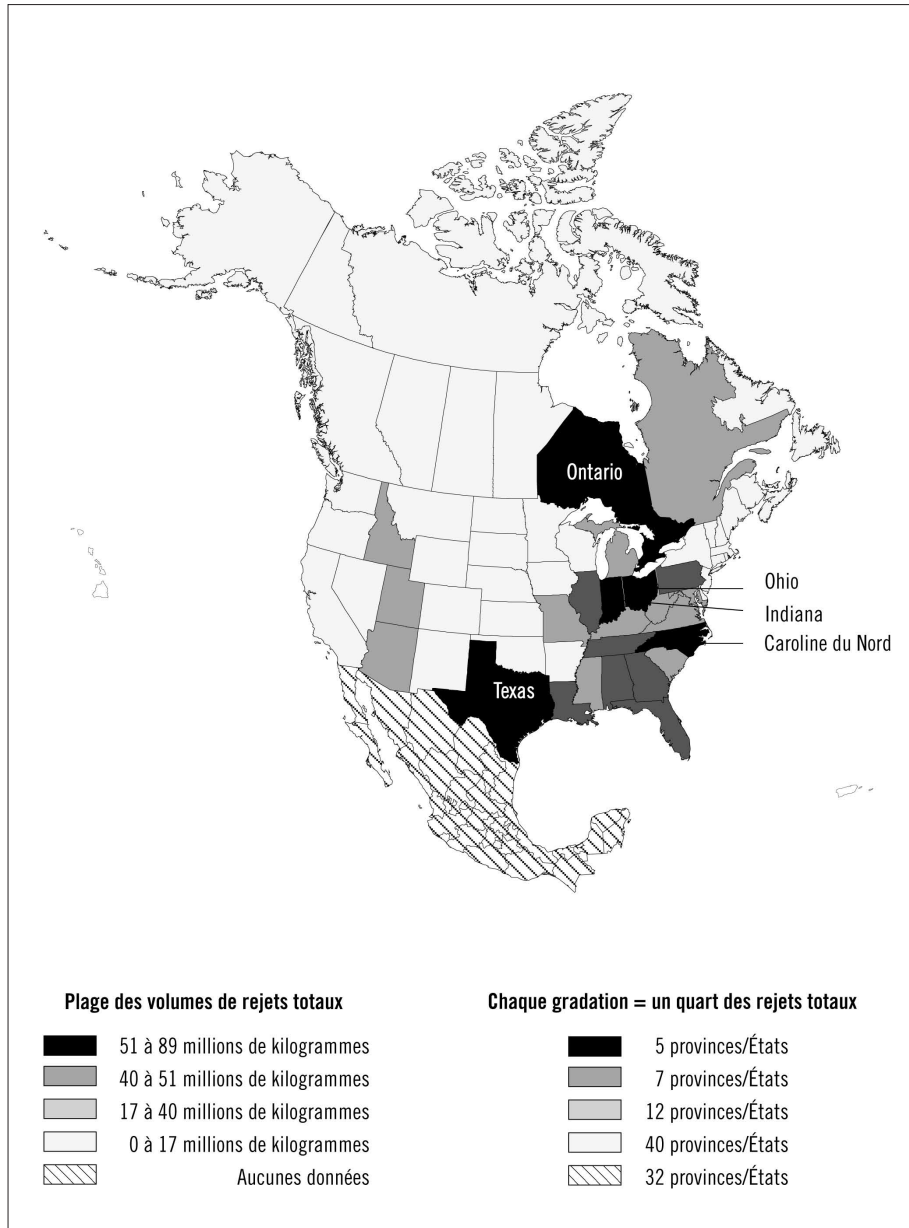 Ontario
Ohio
Indiana
Caroline du Nord
Texas
Plage des volumes de rejets totaux
51 à 89 millions de kilogrammes
40 à 51 millions de kilogrammes
17 à 40 millions de kilogrammes
0 à 17 millions de kilogrammes
Aucunes données
Chaque gradation = un quart des rejets totaux
5 provinces/États
7 provinces/États
12 provinces/États
40 provinces/États
32 provinces/États